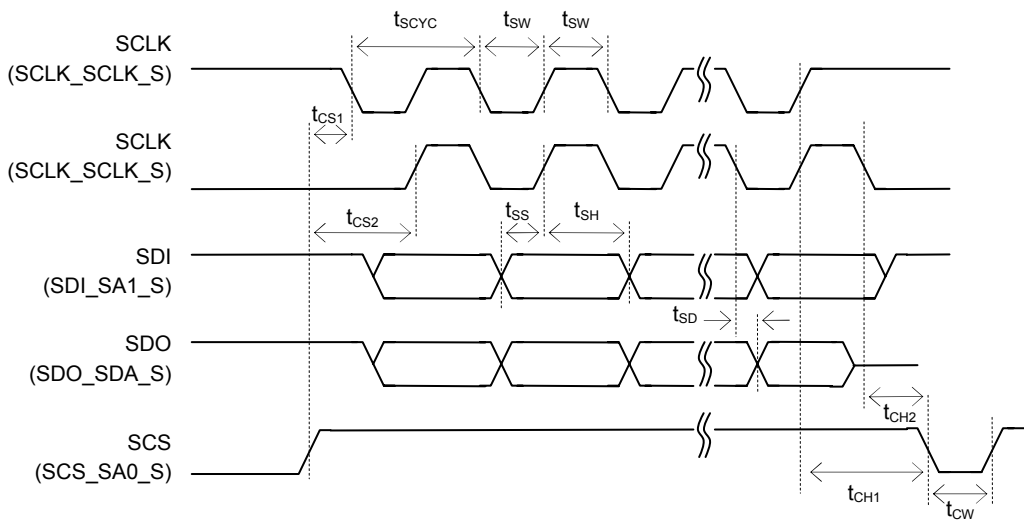 tSCYC tSW tSW
SCLK
(SCLK_SCLK_S)
tCS1
SCLK
(SCLK_SCLK_S)
tCS2 tSS tSH
SDI
(SDI_SA1_S)
tSD
SDO
(SDO_SDA_S)
tCH2
SCS
(SCS_SA0_S)
tCH1 tCW